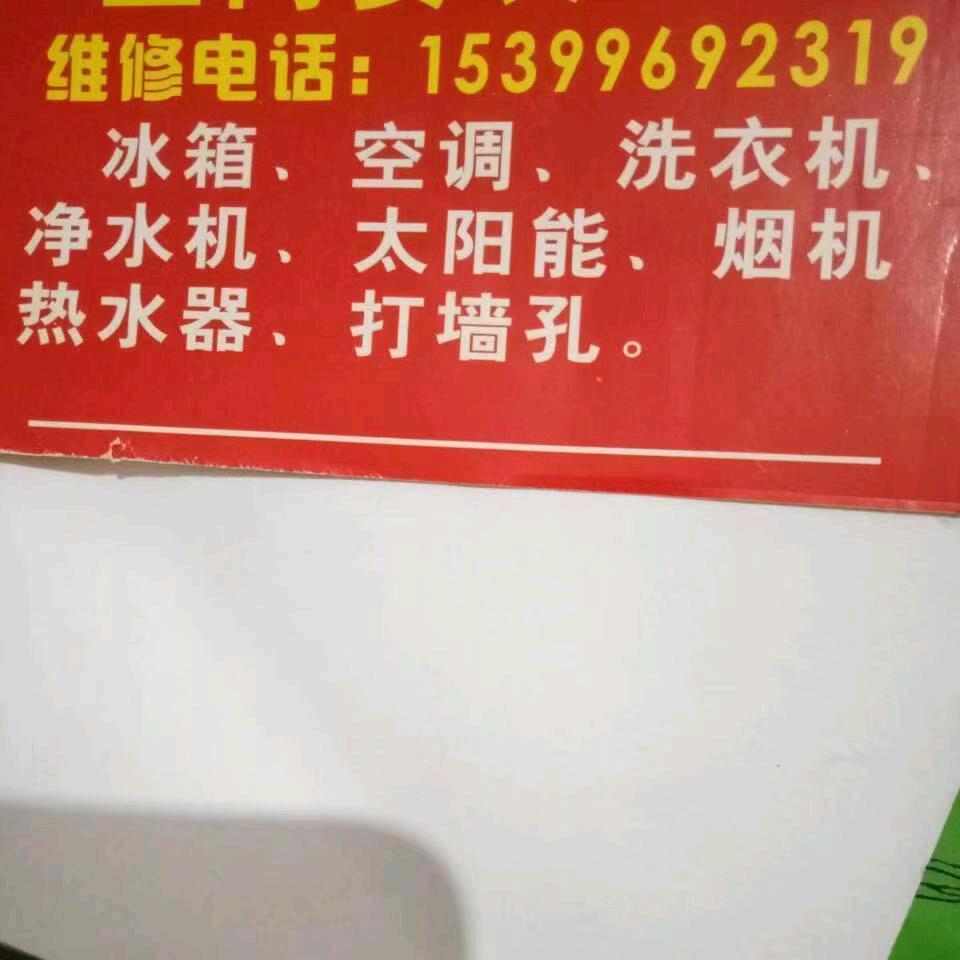 维修电话：15399692319
冰箱、空调、洗衣机、
净水机、太阳能、烟机
热水器、打墙孔。